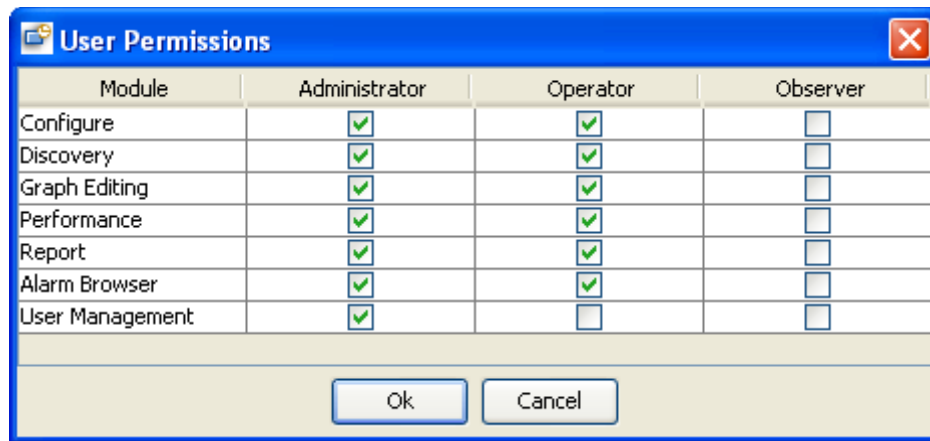 User Permissions
Module Administrator Operator Observer
Configure
Discovery
Graph Editing
Performance
Report
Alarm Browser
User Management
Ok Cancel